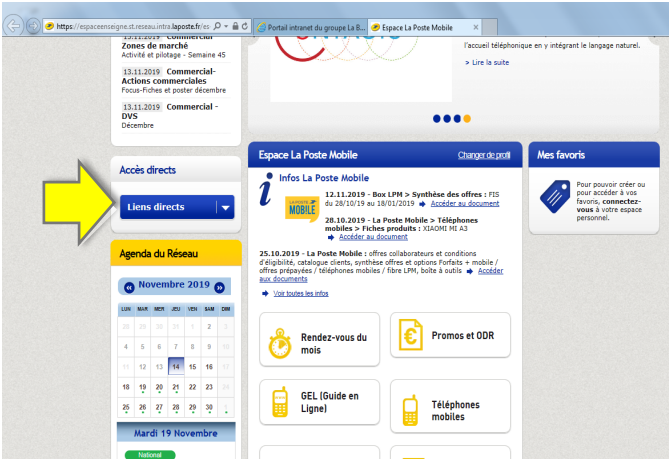 https://espaceenseigne.st.reseau.intra.laposte.fr/es
Portail intranet du groupe La B...
Espace La Poste Mobile
13.11.2019 Commercial
Zones de marché
Activité et pilotage - Semaine 45
13.11.2019 Commercial-
Actions commerciales
Focus-Fiches et poster décembre
13.11.2019 Commercial -
DVS
Décembre
l'accueil téléphonique en y intégrant le langage naturel.
> Lire la suite
Accès directs
Liens directs
Agenda du Réseau
Novembre 2019
LUN MAR MER JEU VEN SAM DIM
28 29 30 31 1 2 3
4 5 6 7 8 9 10
11 12 13 14 15 16 17
18 19 20 21 22 23 24
25 26 27 28 29 30 1
Mardi 19 Novembre
National
Espace La Poste Mobile
Changer de profil
Infos La Poste Mobile
LA POSTE
MOBILE
12.11.2019 - Box LPM > Synthèse des offres : FIS
du 28/10/19 au 18/01/2019 Accéder au document
28.10.2019 - La Poste Mobile > Téléphones
mobiles > Fiches produits : XIAOMI MI A3
Accéder au document
25.10.2019 - La Poste Mobile : offres collaborateurs et conditions
d'éligibilité, catalogue clients, synthèse offres et options Forfaits + mobile /
offres prépayées / téléphones mobiles / fibre LPM, boîte à outils Accéder
aux documents
Voir toutes les infos
Rendez-vous du
mois
Promos et ODR
GEL (Guide en
Ligne)
Téléphones
mobiles
Mes favoris
Pour pouvoir créer ou
pour accéder à vos
favoris, connectez-
vous à votre espace
personnel.